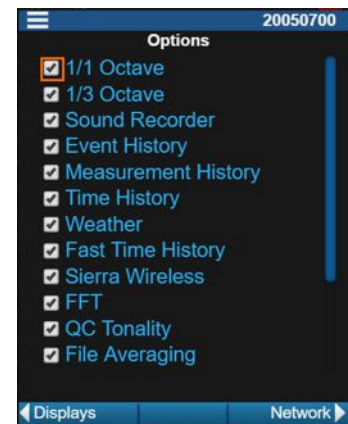 20050700
Options
1/1 Octave
1/3 Octave
Sound Recorder
Event History
Measurement History
Time History
Weather
Fast Time History
Sierra Wireless
FFT
QC Tonality
File Averaging
Displays Network